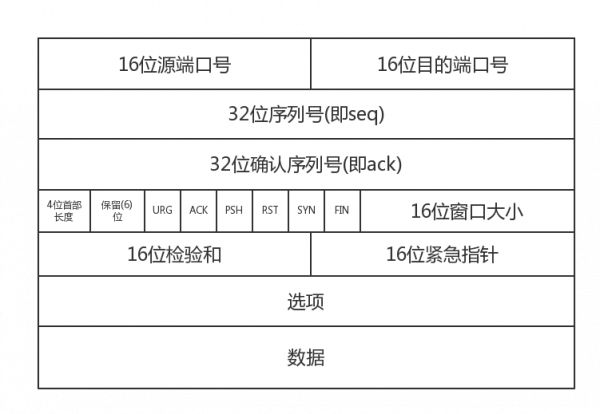 16位源端口号 16位目的端口号
32位序列号(即seq)
32位确认序列号(即ack)
4位首部长度 保留(6)位 URG ACK PSH RST SYN FIN 16位窗口大小
16位检验和 16位紧急指针
选项
数据